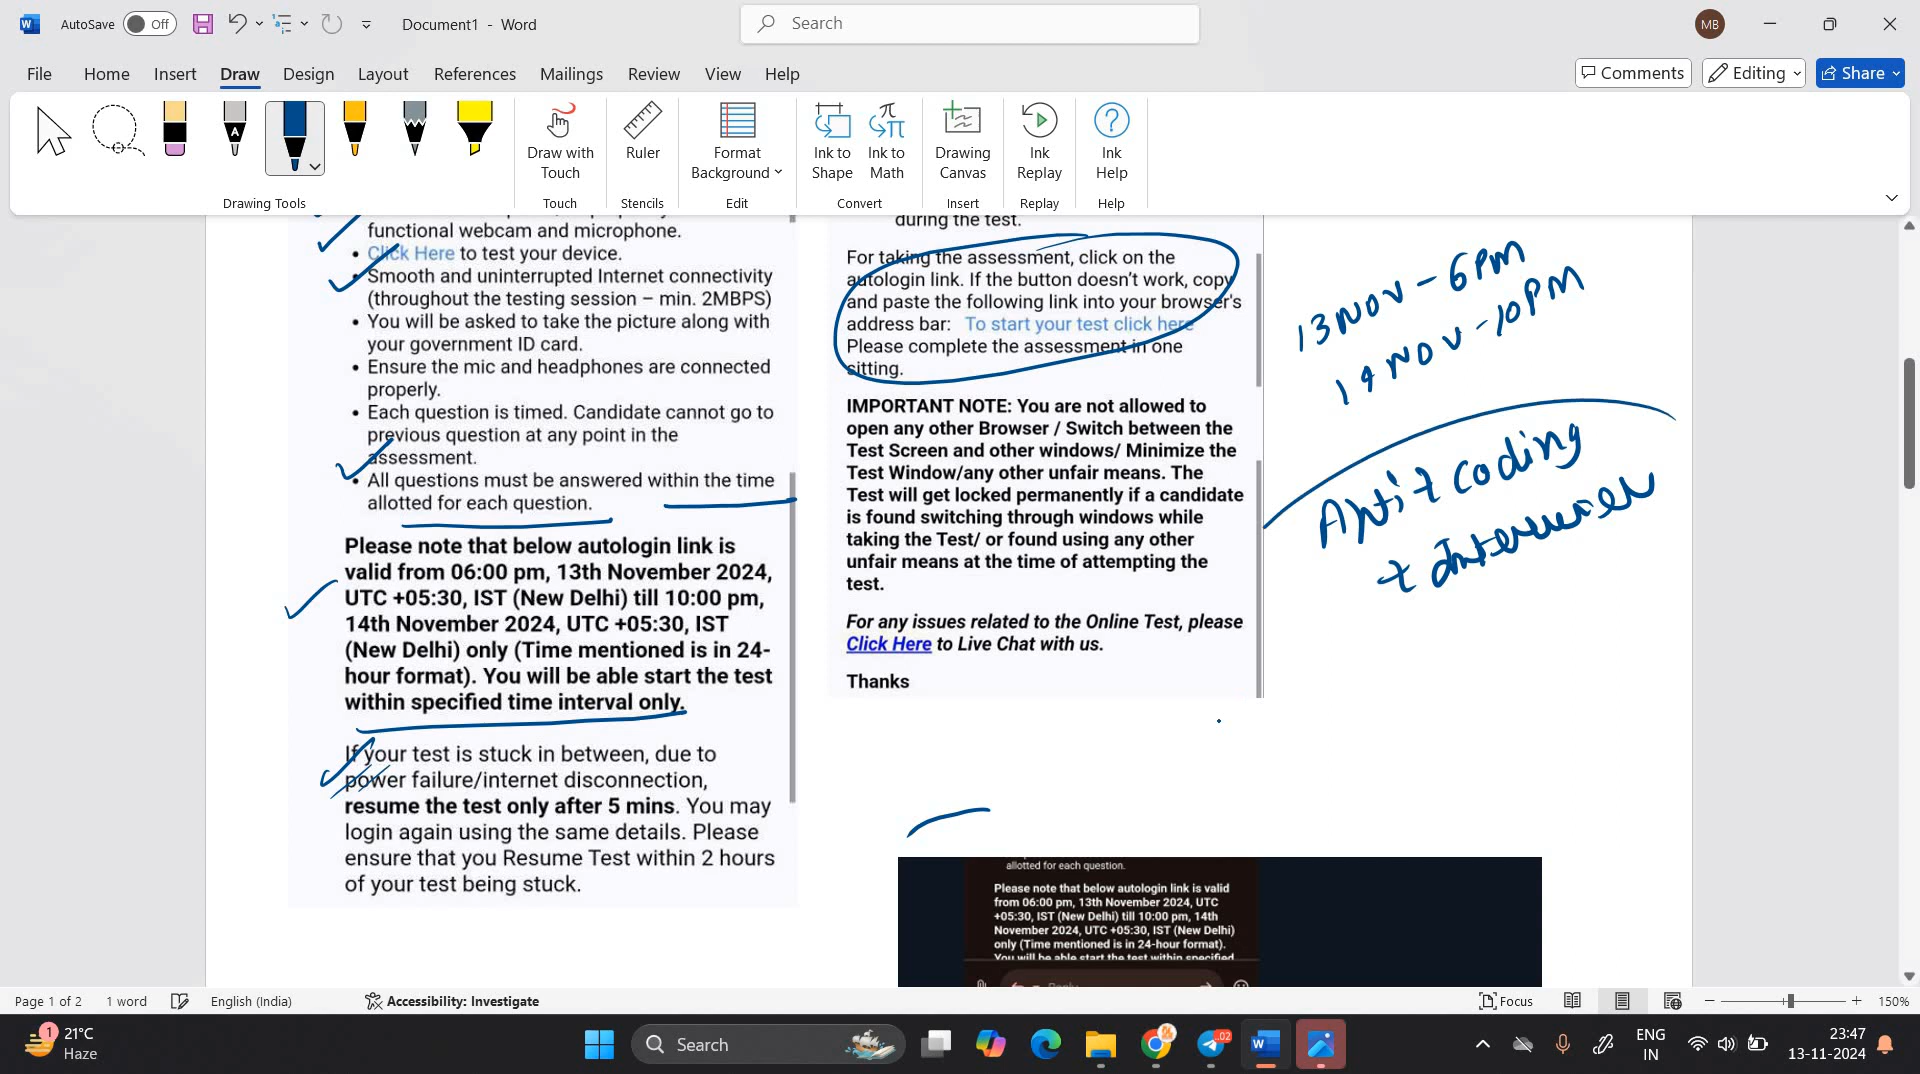 AutoSave Off Document1 - Word Search MB
File Home Insert Draw Design Layout References Mailings Review View Help Comments Editing Share
A
Draw with Touch
Ruler
Format Background
Ink to Shape
Ink to Math
Drawing Canvas
Ink Replay
Ink Help
Drawing Tools Touch Stencils Edit Convert Insert Replay Help
functional webcam and microphone.
• Click Here to test your device.
• Smooth and uninterrupted Internet connectivity
(throughout the testing session – min. 2MBPS)
• You will be asked to take the picture along with
your government ID card.
• Ensure the mic and headphones are connected
properly.
• Each question is timed. Candidate cannot go to
previous question at any point in the
assessment.
• All questions must be answered within the time
allotted for each question.
Please note that below autologin link is
valid from 06:00 pm, 13th November 2024,
UTC +05:30, IST (New Delhi) till 10:00 pm,
14th November 2024, UTC +05:30, IST
(New Delhi) only (Time mentioned is in 24-
hour format). You will be able start the test
within specified time interval only.
If your test is stuck in between, due to
power failure/internet disconnection,
resume the test only after 5 mins. You may
login again using the same details. Please
ensure that you Resume Test within 2 hours
of your test being stuck.
during the test.
For taking the assessment, click on the
autologin link. If the button doesn't work, copy
and paste the following link into your browser's
address bar: To start your test click here
Please complete the assessment in one
sitting.
IMPORTANT NOTE: You are not allowed to
open any other Browser / Switch between the
Test Screen and other windows/ Minimize the
Test Window/any other unfair means. The
Test will get locked permanently if a candidate
is found switching through windows while
taking the Test/ or found using any other
unfair means at the time of attempting the
test.
For any issues related to the Online Test, please
Click Here to Live Chat with us.
Thanks
13 NOV - 6 PM
14 NOV - 10 PM
Apti + coding
+ Interview
allotted for each question.
Please note that below autologin link is valid
from 06:00 pm, 13th November 2024, UTC
+05:30, IST (New Delhi) till 10:00 pm, 14th
November 2024, UTC +05:30, IST (New Delhi)
only (Time mentioned is in 24-hour format).
You will be able start the test within specified
Reply
Page 1 of 2 1 word English (India) Accessibility: Investigate Focus 150%
1 21°C
Haze
Search
ENG
IN
23:47
13-11-2024